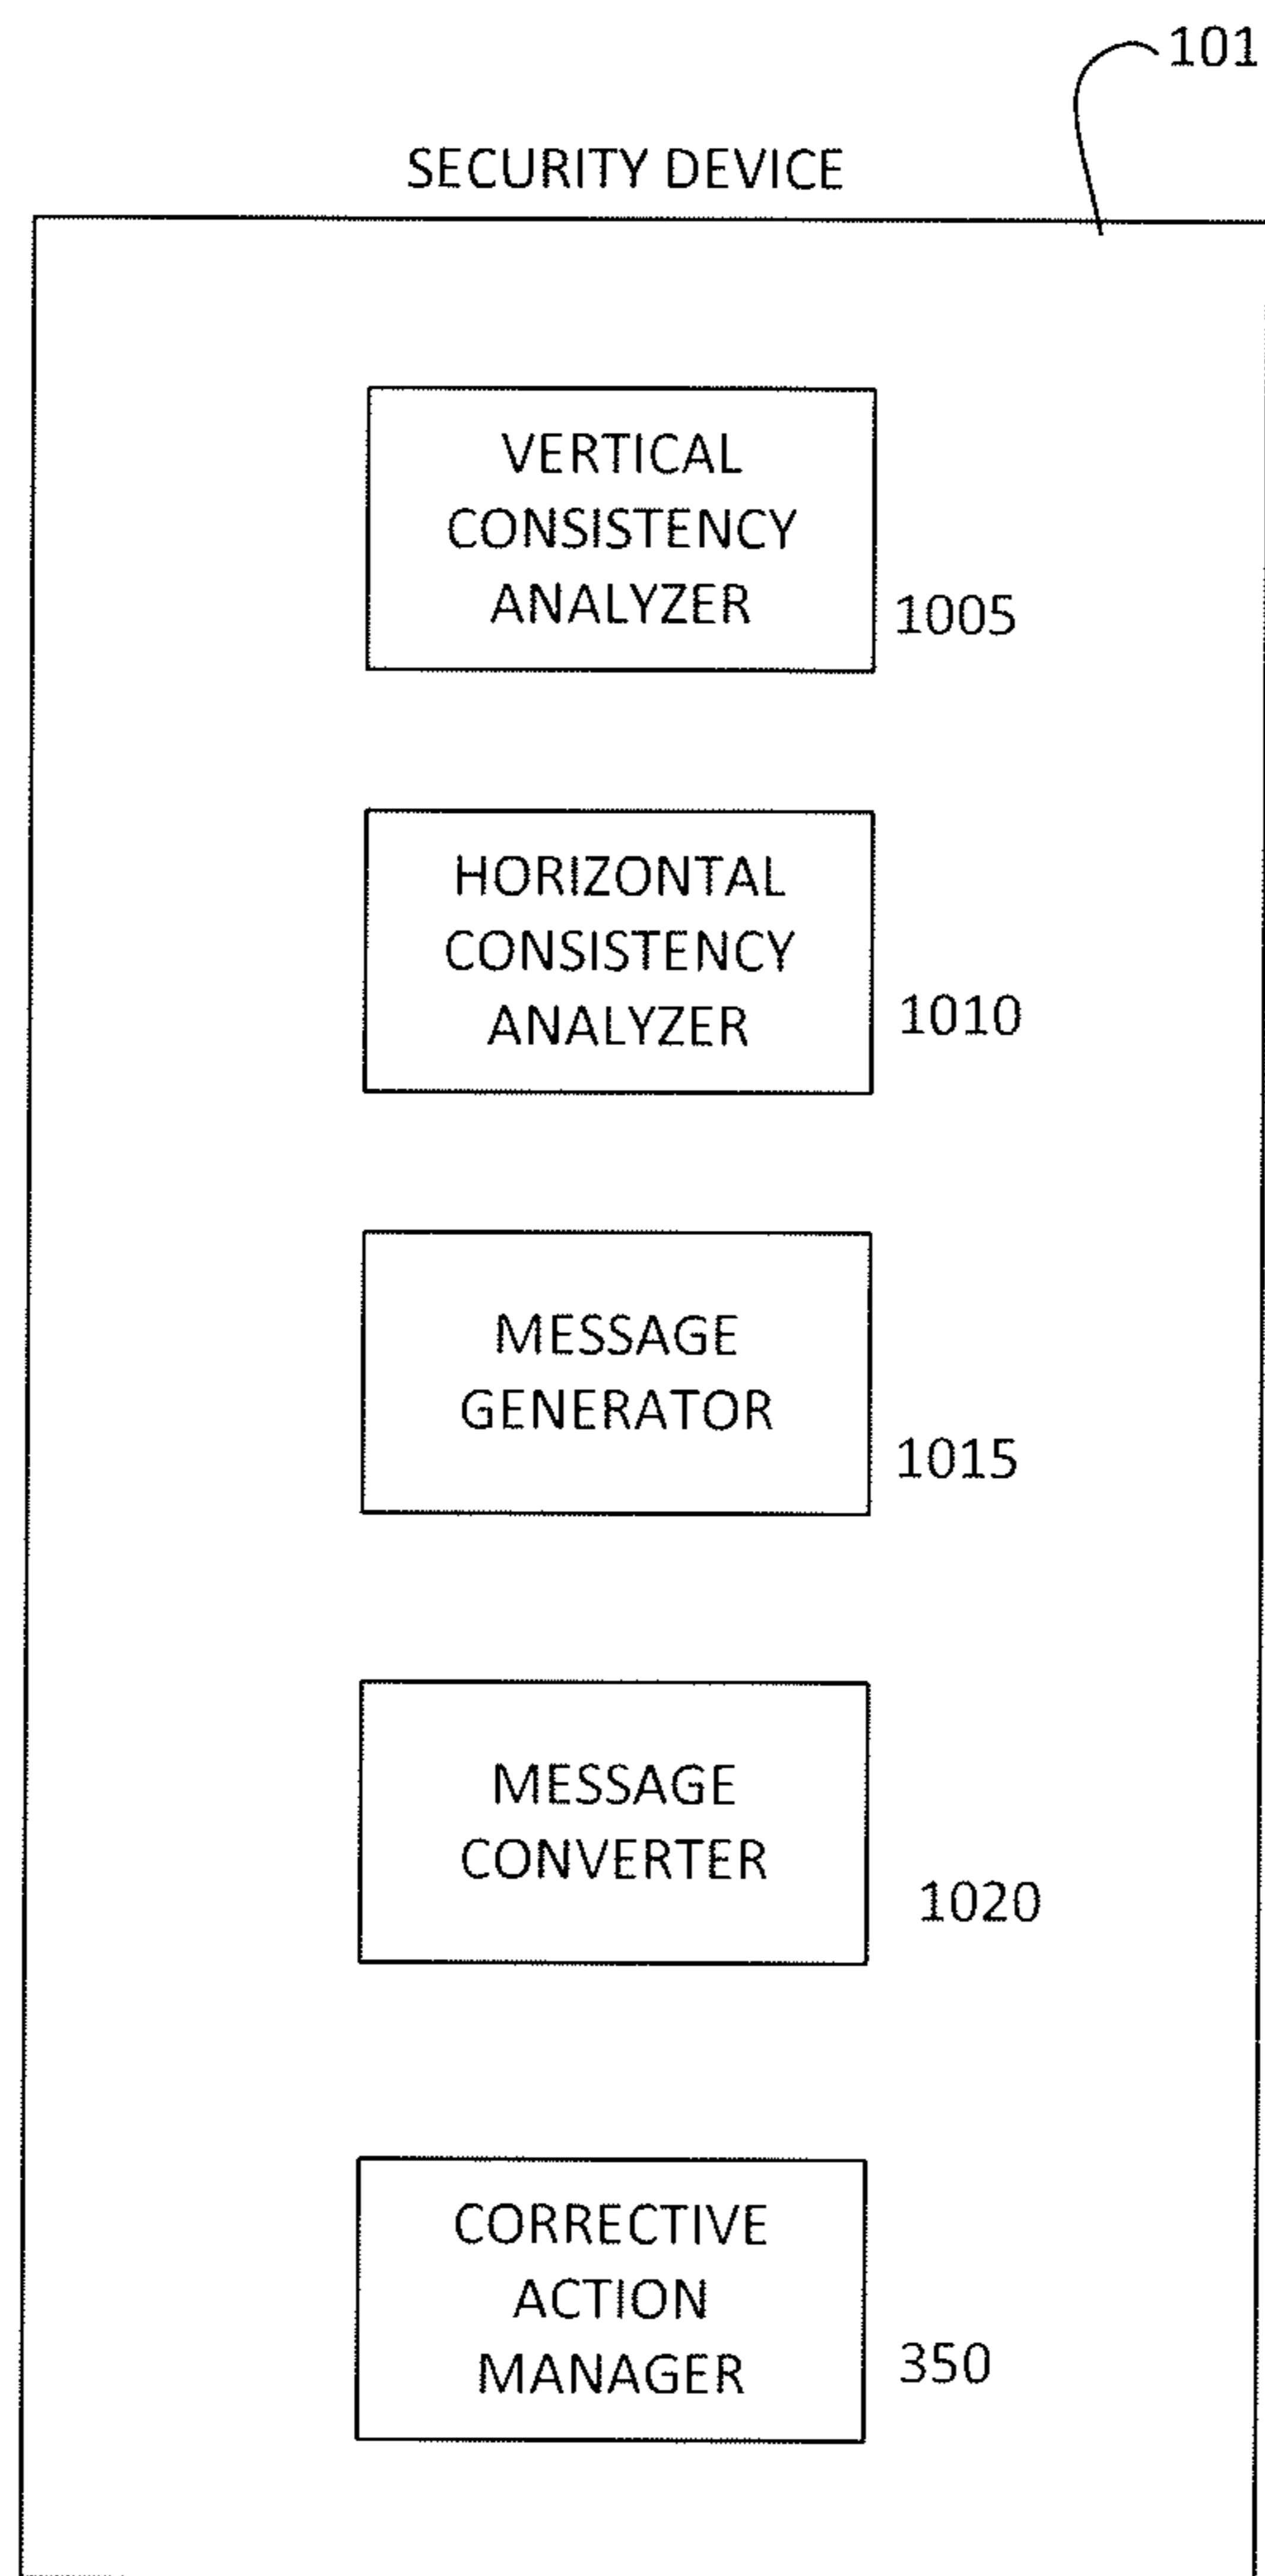 101
SECURITY DEVICE
VERTICAL
CONSISTENCY
ANALYZER
1005
HORIZONTAL
CONSISTENCY
ANALYZER
1010
MESSAGE
GENERATOR
1015
MESSAGE
CONVERTER
1020
CORRECTIVE
ACTION
MANAGER
350